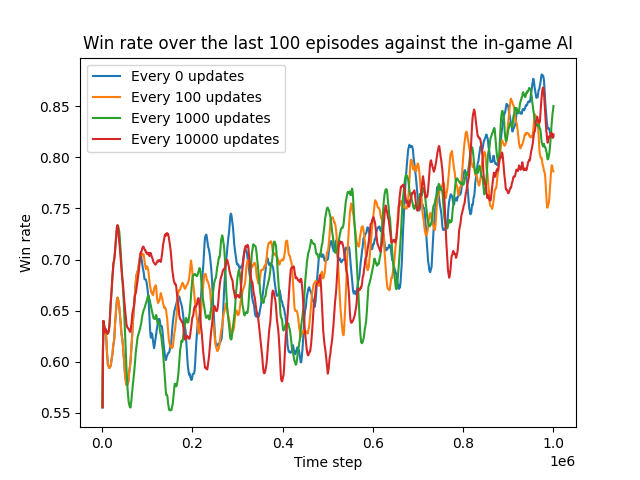 Win rate over the last 100 episodes against the in-game AI
Every 0 updates
Every 100 updates
Every 1000 updates
Every 10000 updates
Win rate
0.85
0.80
0.75
0.70
0.65
0.60
0.55
0.0 0.2 0.4 0.6 0.8 1.0
1e6
Time step